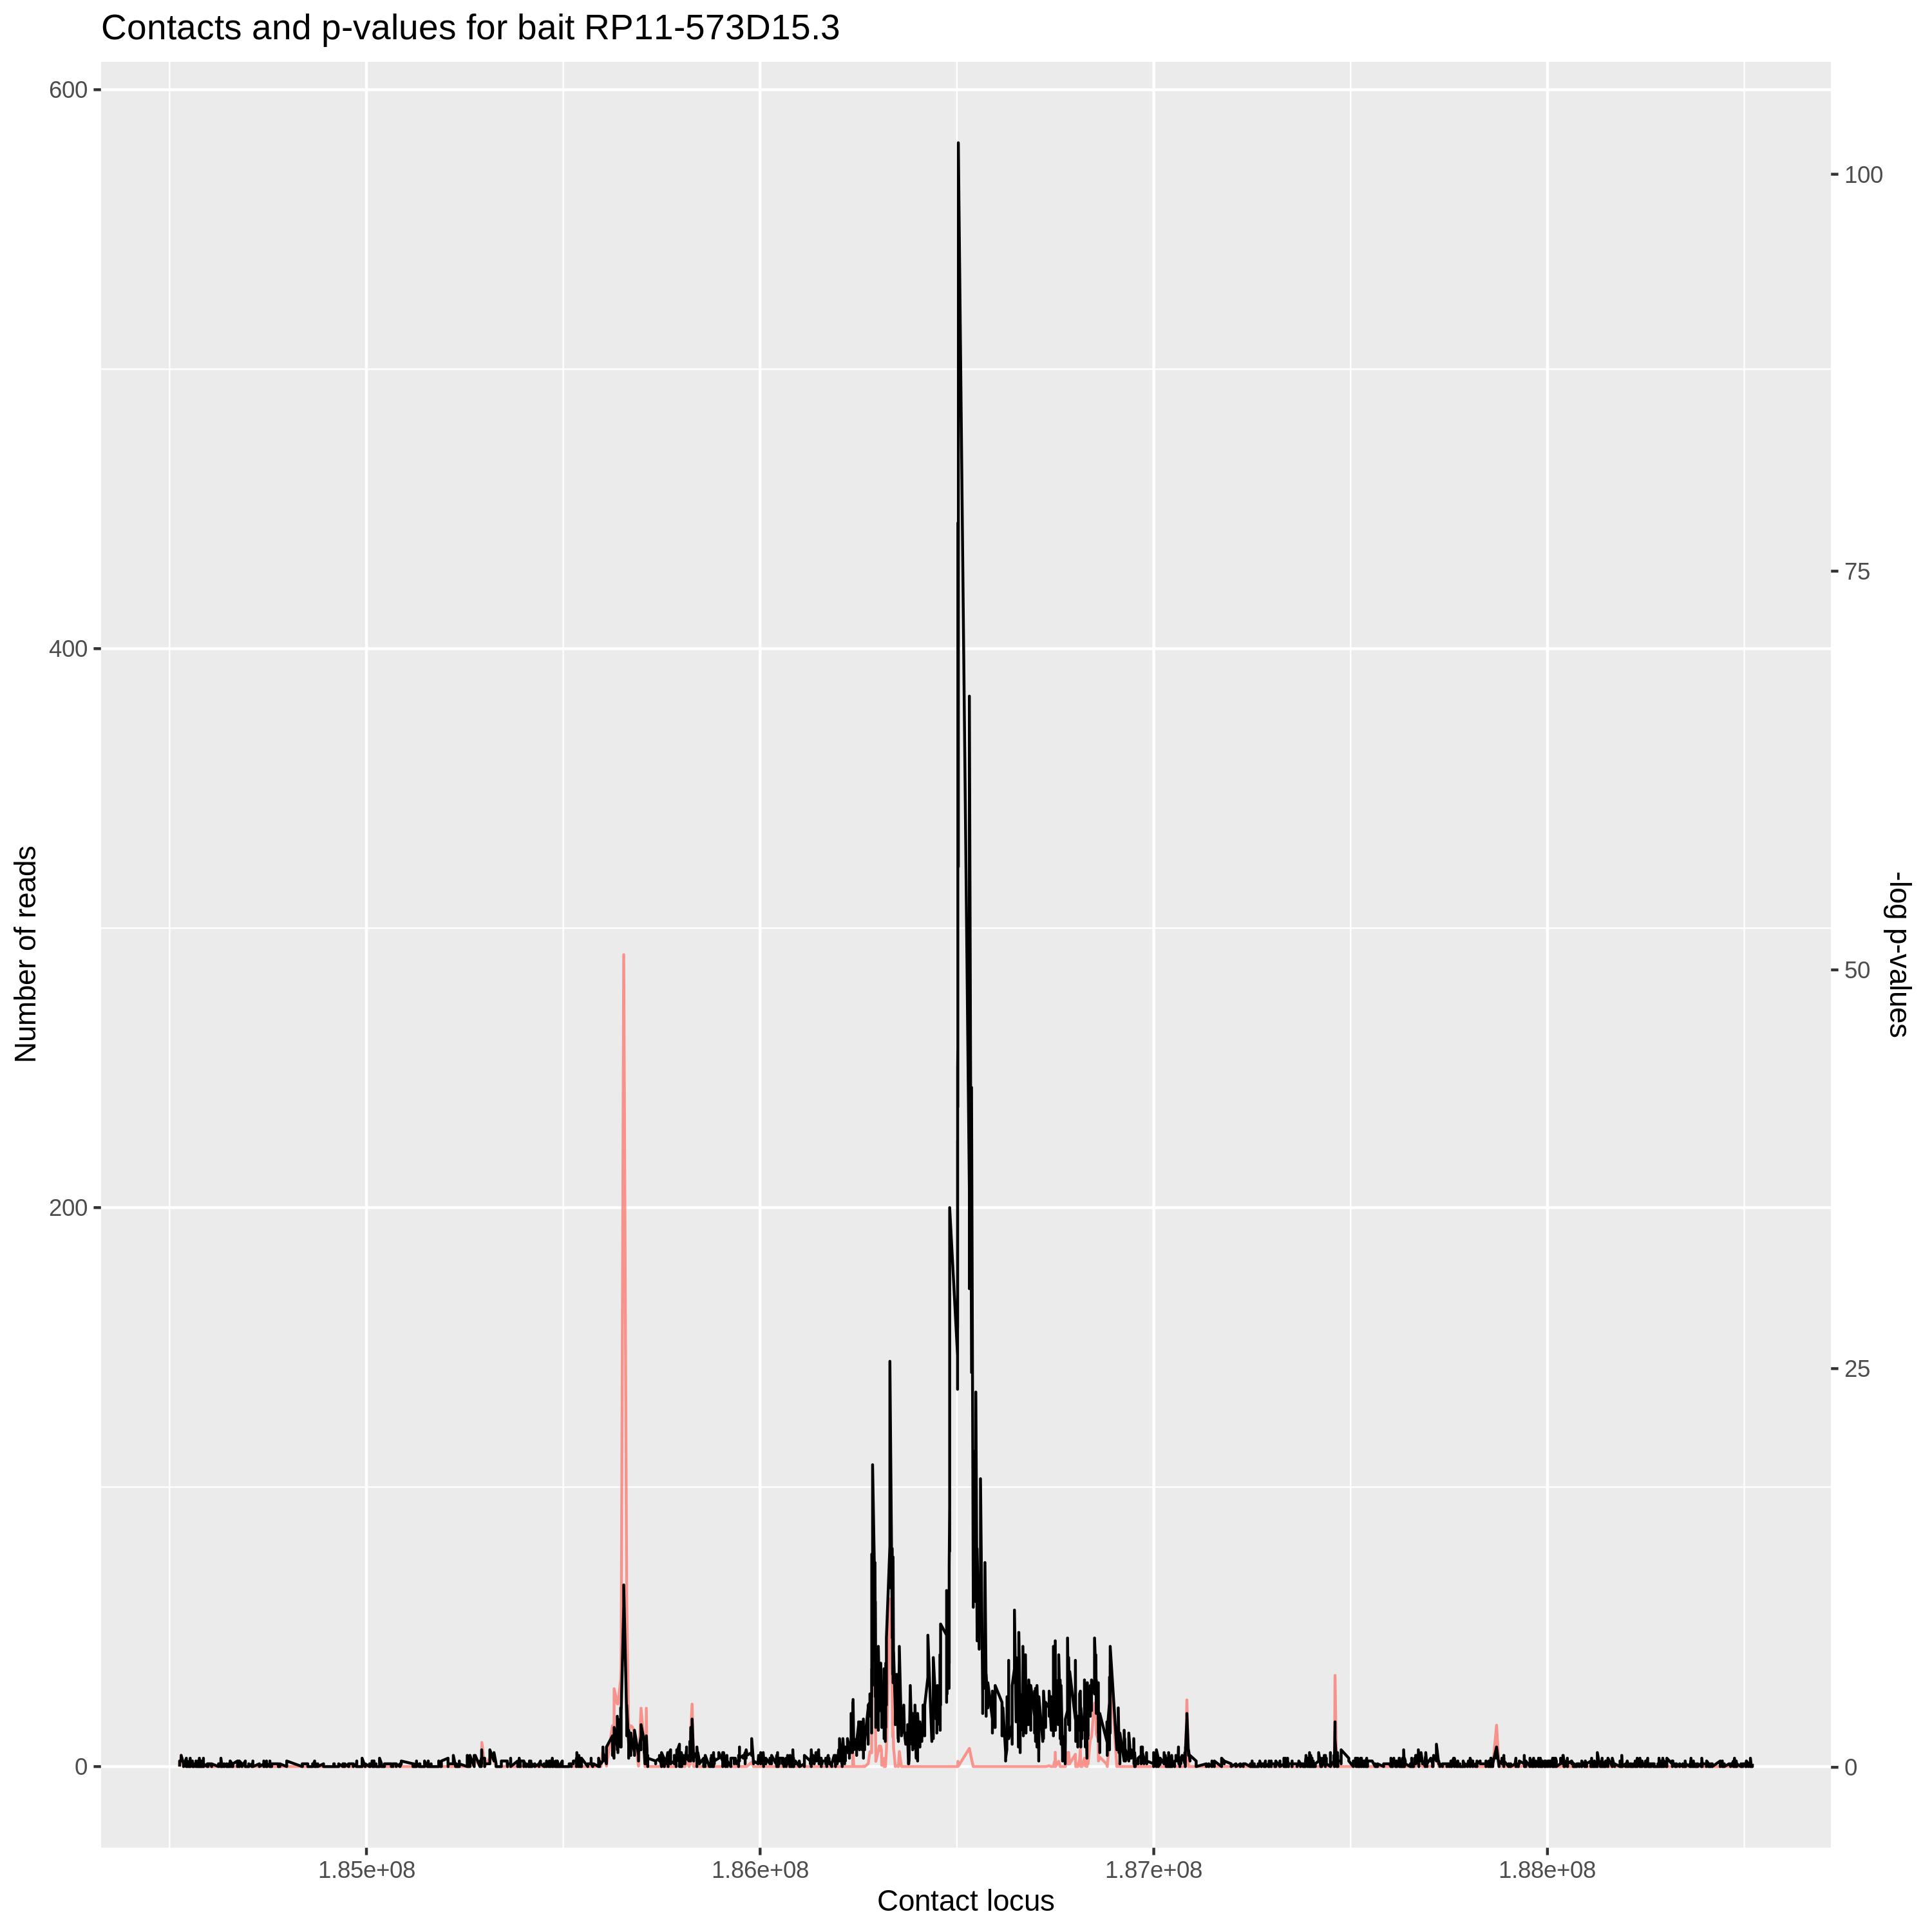 Contacts and p-values for bait RP11-573D15.3
600
400
200
0
Number of reads
100
75
50
25
0
-log p-values
1.85e+08
1.86e+08
1.87e+08
1.88e+08
Contact locus